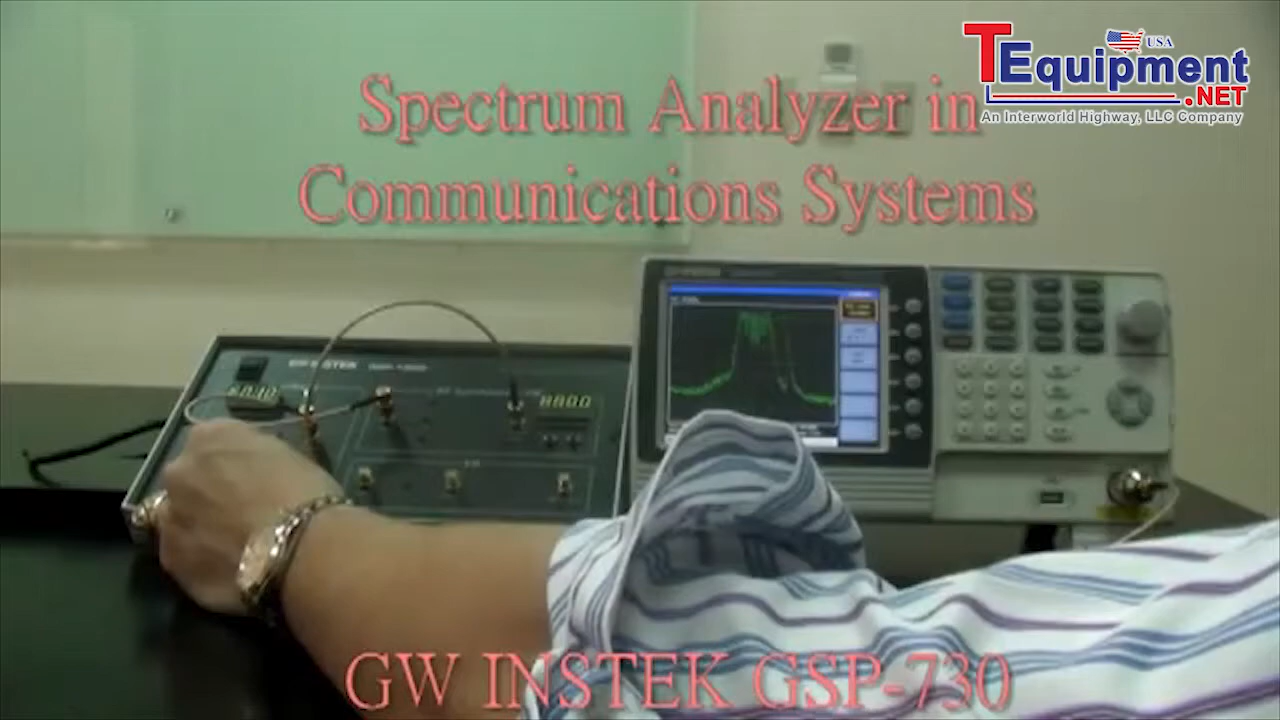 TEquipment
USA
.NET
An Interworld Highway, LLC Company
Spectrum Analyzer in
Communications Systems
GW INSTEK GSP-730